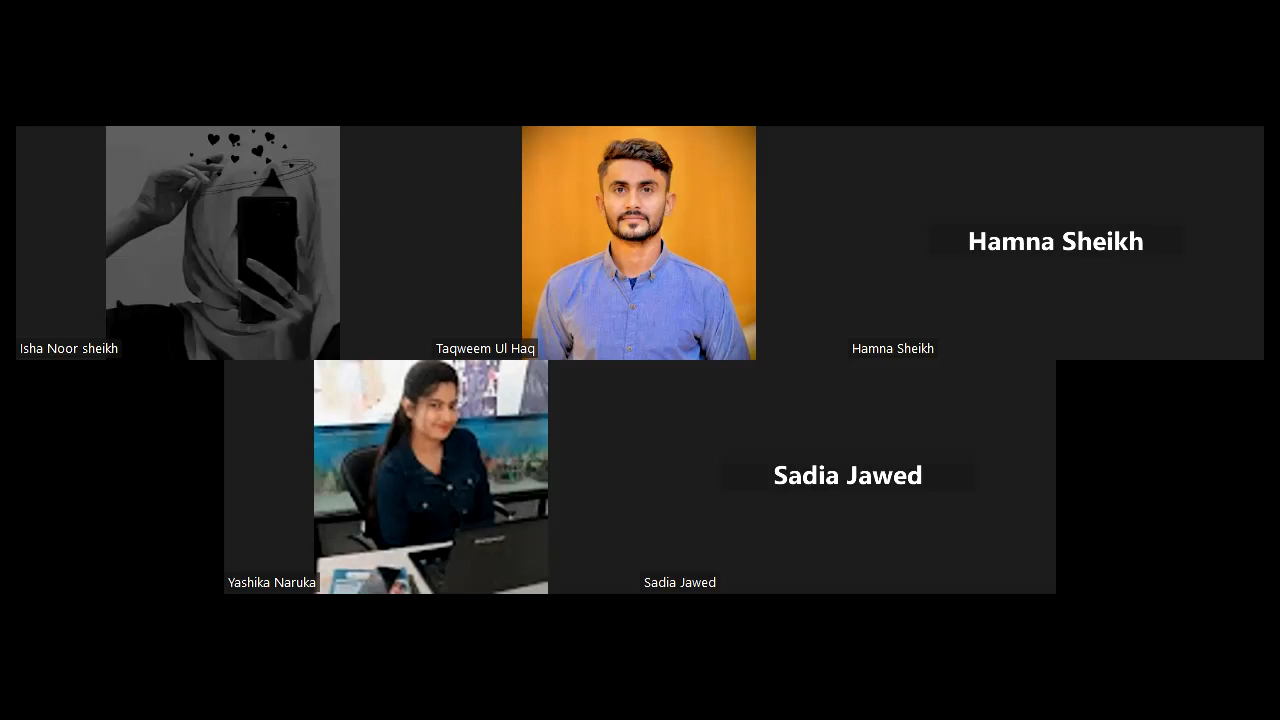 Hamna Sheikh
Isha Noor sheikh
Taqweem Ul Haq
Hamna Sheikh
Sadia Jawed
Yashika Naruka
Sadia Jawed